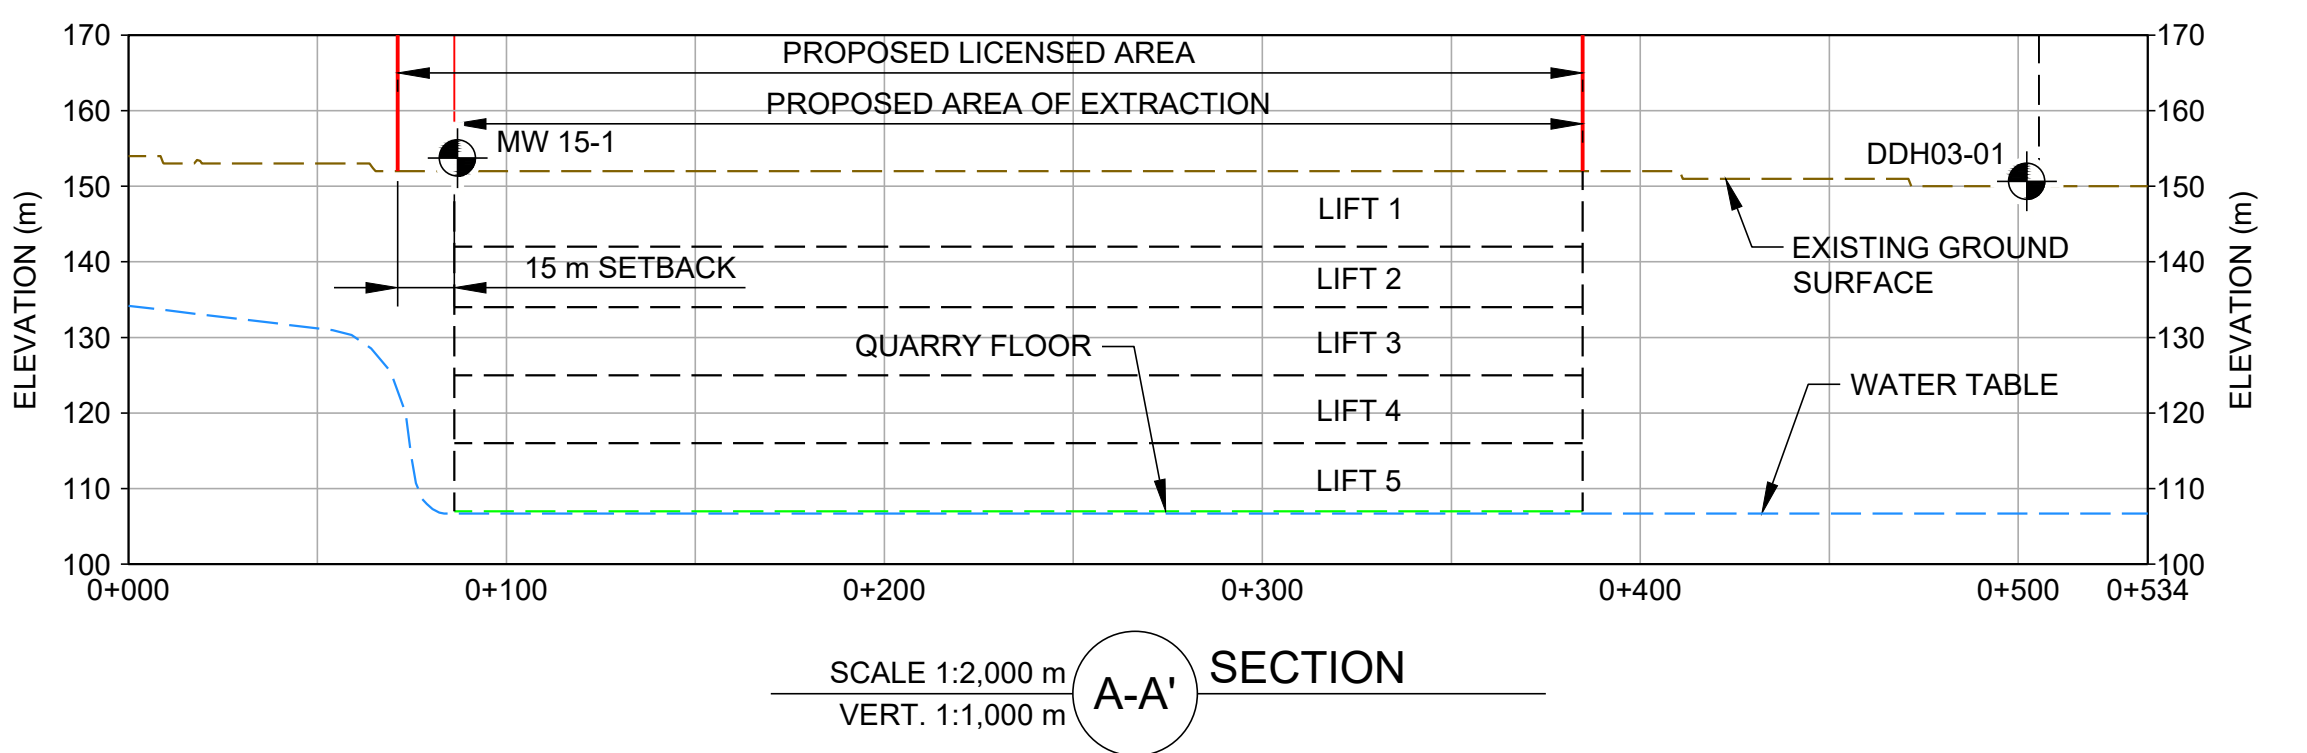 170
PROPOSED LICENSED AREA
170
160
PROPOSED AREA OF EXTRACTION
160
MW 15-1
DDH03-01
150
150
LIFT 1
EXISTING GROUND
SURFACE
140
15 m SETBACK
LIFT 2
140
ELEVATION (m)
ELEVATION (m)
130
QUARRY FLOOR
LIFT 3
130
WATER TABLE
120
LIFT 4
120
110
LIFT 5
110
100
100
0+000
0+100
0+200
0+300
0+400
0+500
0+534
SCALE 1:2,000 m
VERT. 1:1,000 m
A-A'
SECTION